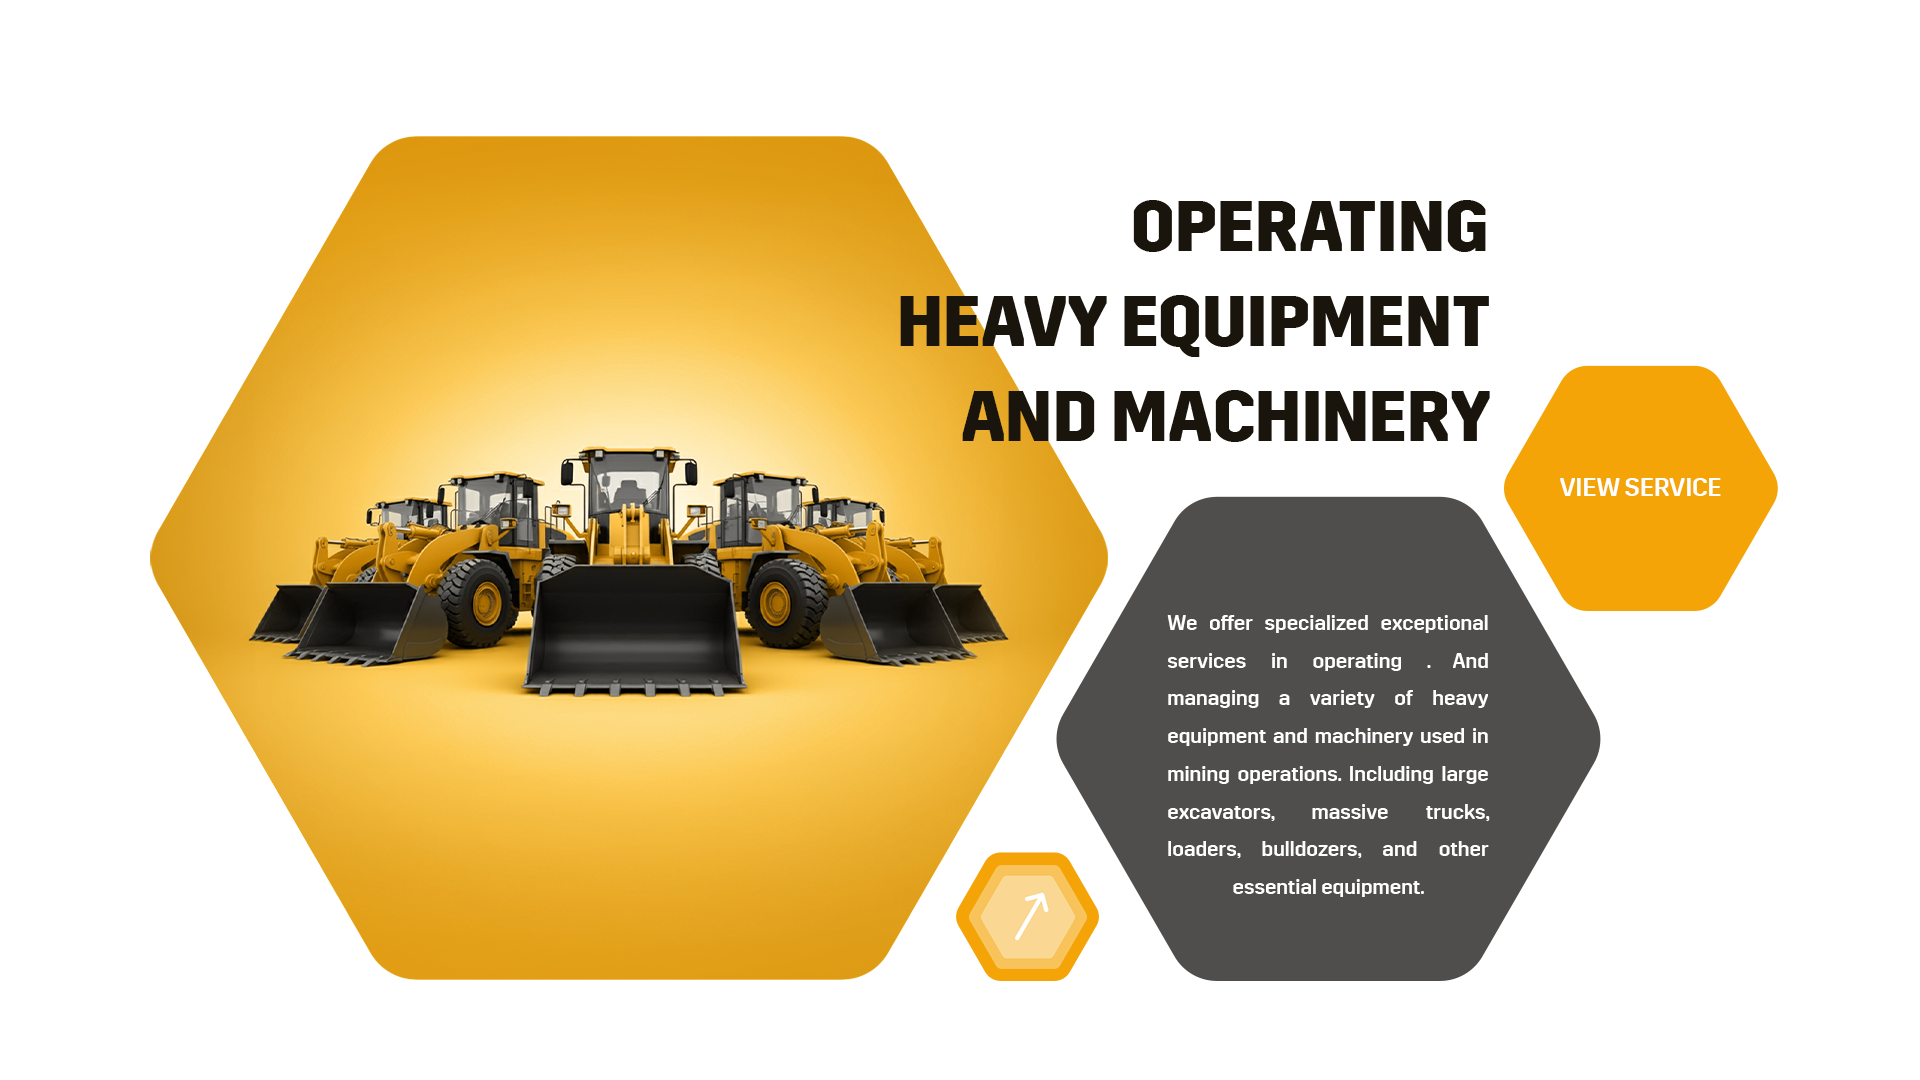 OPERATING
HEAVY EQUIPMENT
AND MACHINERY
VIEW SERVICE
We offer specialized exceptional
services in operating . And
managing a variety of heavy
equipment and machinery used in
mining operations. Including large
excavators, massive trucks,
loaders, bulldozers, and other
essential equipment.